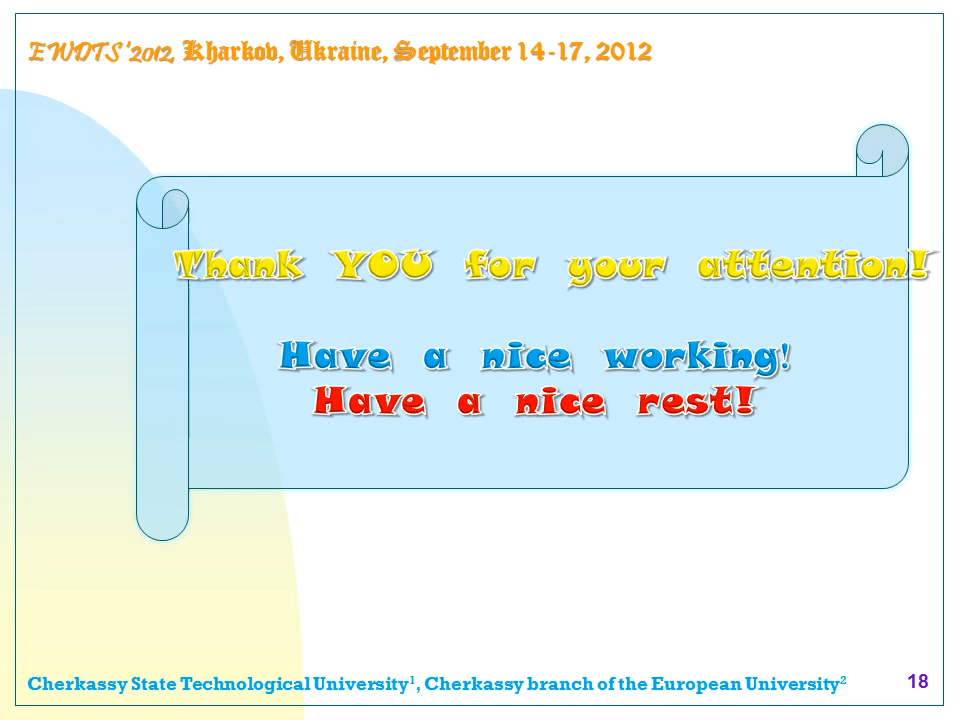 EWDTS'2012, Kharkov, Ukraine, September 14-17, 2012
Thank YOU for your attention!
Have a nice working!
Have a nice rest!
Cherkassy State Technological University¹, Cherkassy branch of the European University²
18